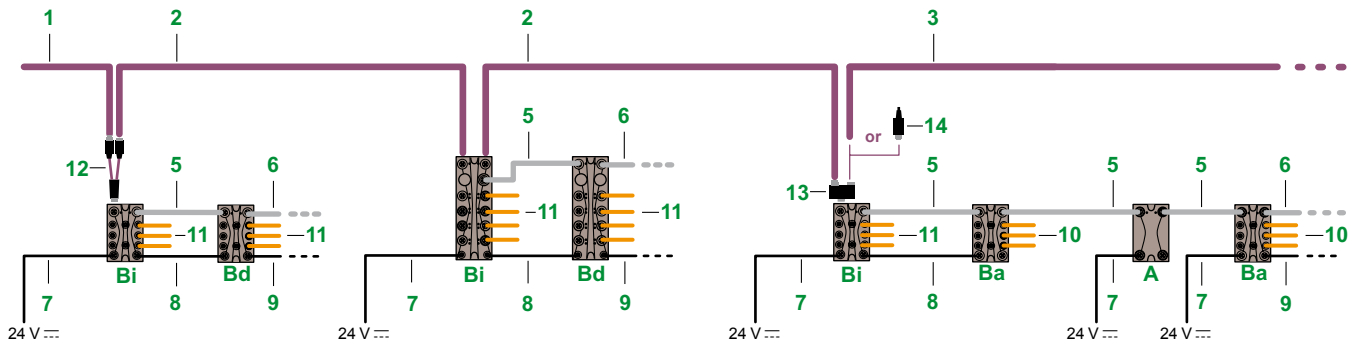 1 2 2 3
5 6 14
or
12 5 6 13 5 5 5 6
11 11 11 11 11 10 10
Bi Bd Bi Bd Bi Ba A Ba
7 8 9 7 8 9 7 8 7 7 9
24 V ⎓ 24 V ⎓ 24 V ⎓ 24 V ⎓ 24 V ⎓